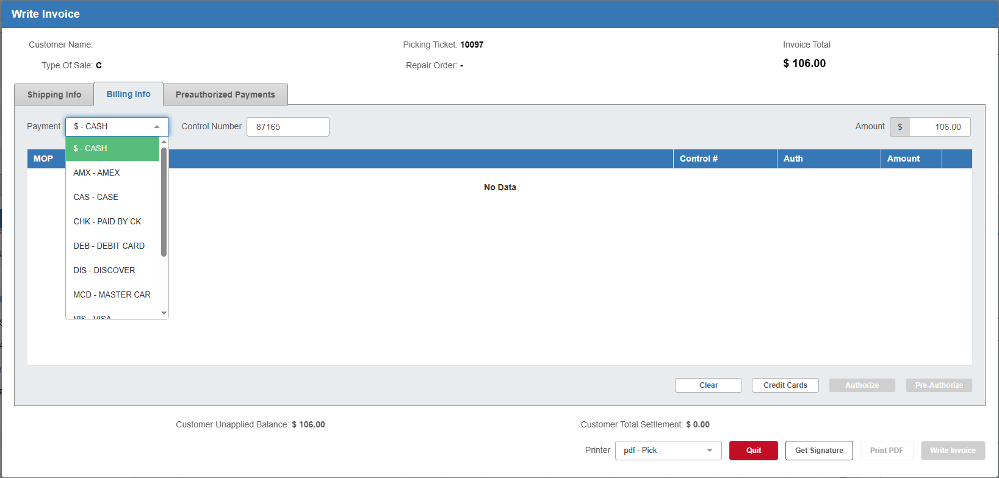 Write Invoice
Customer Name:
Picking Ticket: 10097
Invoice Total
Type Of Sale: C
Repair Order: -
$ 106.00
Shipping Info
Billing Info
Preauthorized Payments
Payment
$ - CASH
Control Number
87165
Amount
$
106.00
MOP
Control #
Auth
Amount
No Data
$ - CASH
AMX - AMEX
CAS - CASE
CHK - PAID BY CK
DEB - DEBIT CARD
DIS - DISCOVER
MCD - MASTER CAR
VIS - VISA
Clear
Credit Cards
Authorize
Pre-Authorize
Customer Unapplied Balance: $ 106.00
Customer Total Settlement: $ 0.00
Printer
pdf - Pick
Quit
Get Signature
Print PDF
Write Invoice